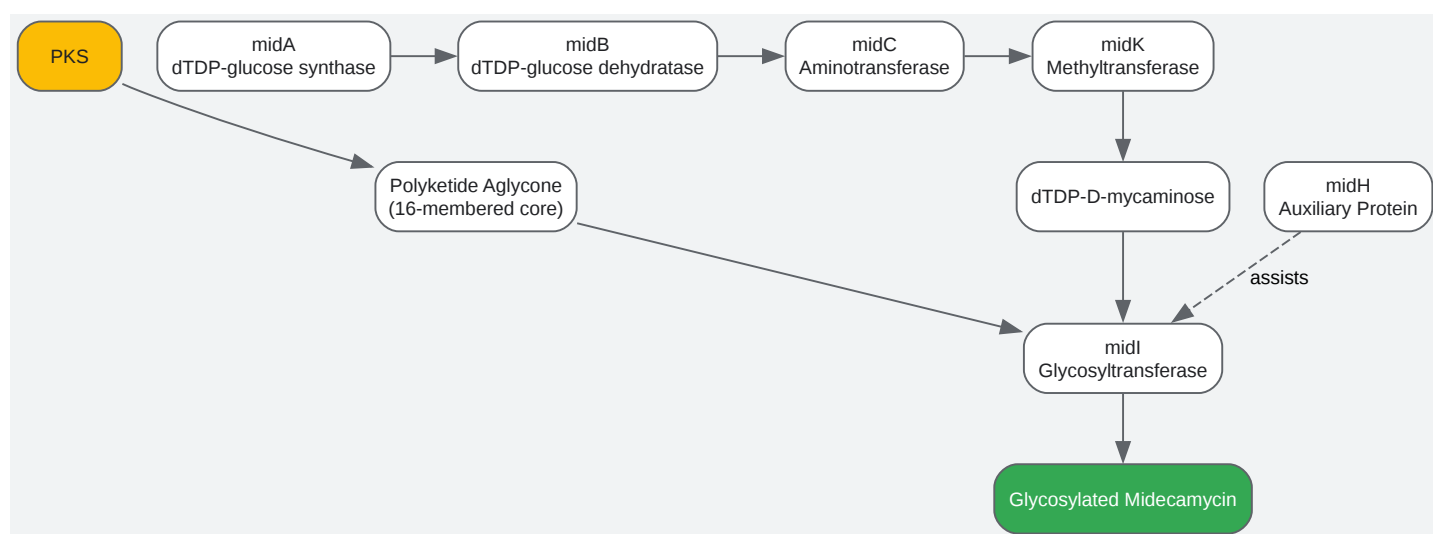 PKS
midA
dTDP-glucose synthase
midB
dTDP-glucose dehydratase
midC
Aminotransferase
midK
Methyltransferase
Polyketide Aglycone
(16-membered core)
dTDP-D-mycaminose
midH
Auxiliary Protein
assists
midI
Glycosyltransferase
Glycosylated Midecamycin